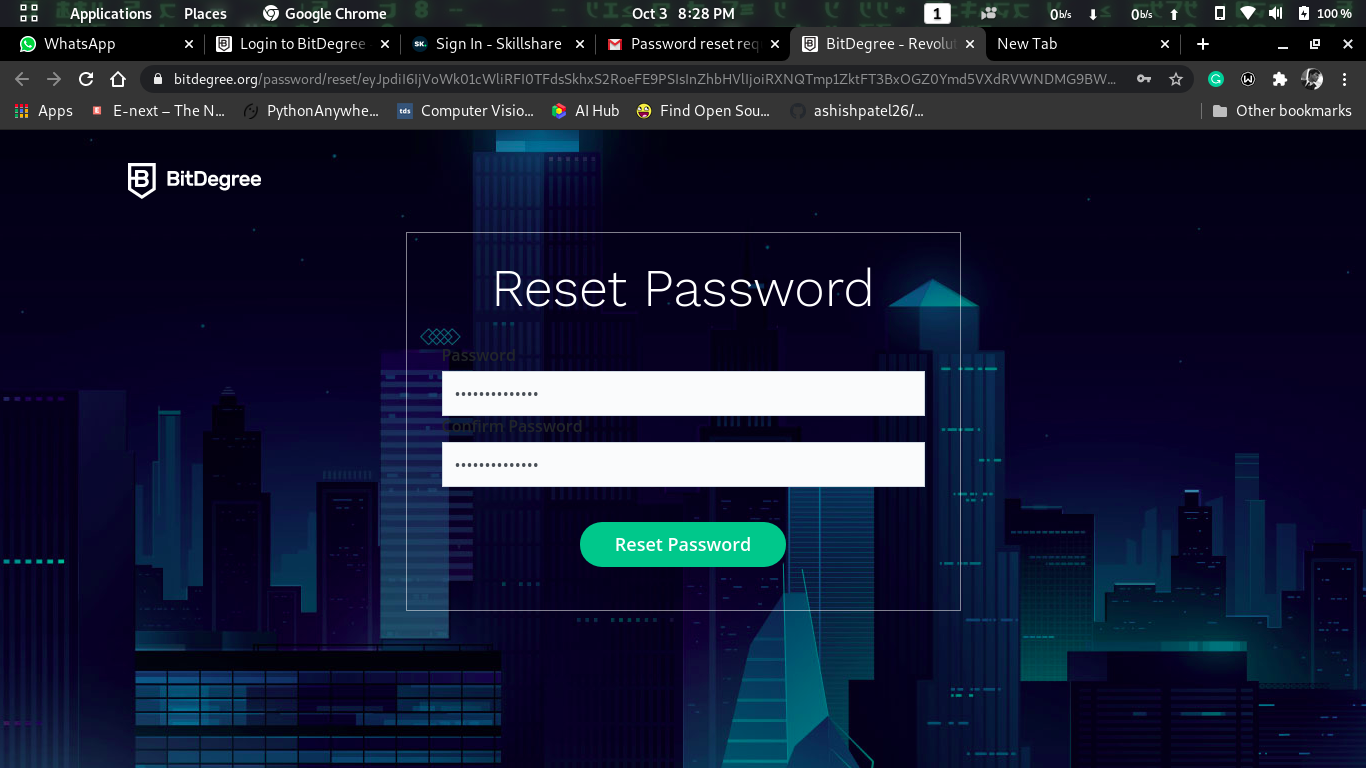 Applications Places Google Chrome Oct 3 8:28 PM 1 0b/s 0b/s 100 %
WhatsApp Login to BitDegree Sign In - Skillshare Password reset req BitDegree - Revolut New Tab
bitdegree.org/password/reset/
Apps E-next – The N... PythonAnywhe... Computer Visio... AI Hub Find Open Sou... ashishpatel26/... Other bookmarks
BitDegree
Reset Password
Password
Confirm Password
Reset Password